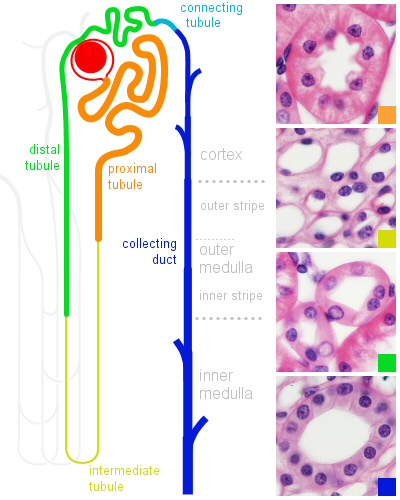 connecting
tubule
distal
tubule
proximal
tubule
cortex
outer stripe
collecting
duct
outer
medulla
inner stripe
inner
medulla
intermediate
tubule